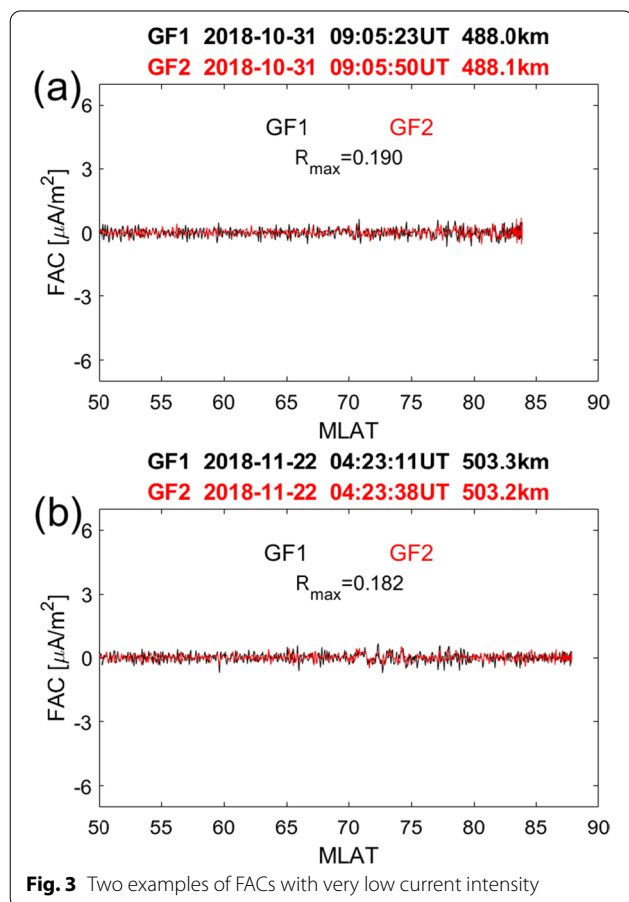 GF1 2018-10-31 09:05:23UT 488.0km
GF2 2018-10-31 09:05:50UT 488.1km
(a)
6
GF1 GF2
R_max=0.190
3
FAC [μA/m²]
0
-3
-6
50 55 60 65 70 75 80 85 90
MLAT
GF1 2018-11-22 04:23:11UT 503.3km
GF2 2018-11-22 04:23:38UT 503.2km
(b)
6
GF1 GF2
R_max=0.182
3
FAC [μA/m²]
0
-3
-6
50 55 60 65 70 75 80 85 90
MLAT
Fig. 3 Two examples of FACs with very low current intensity